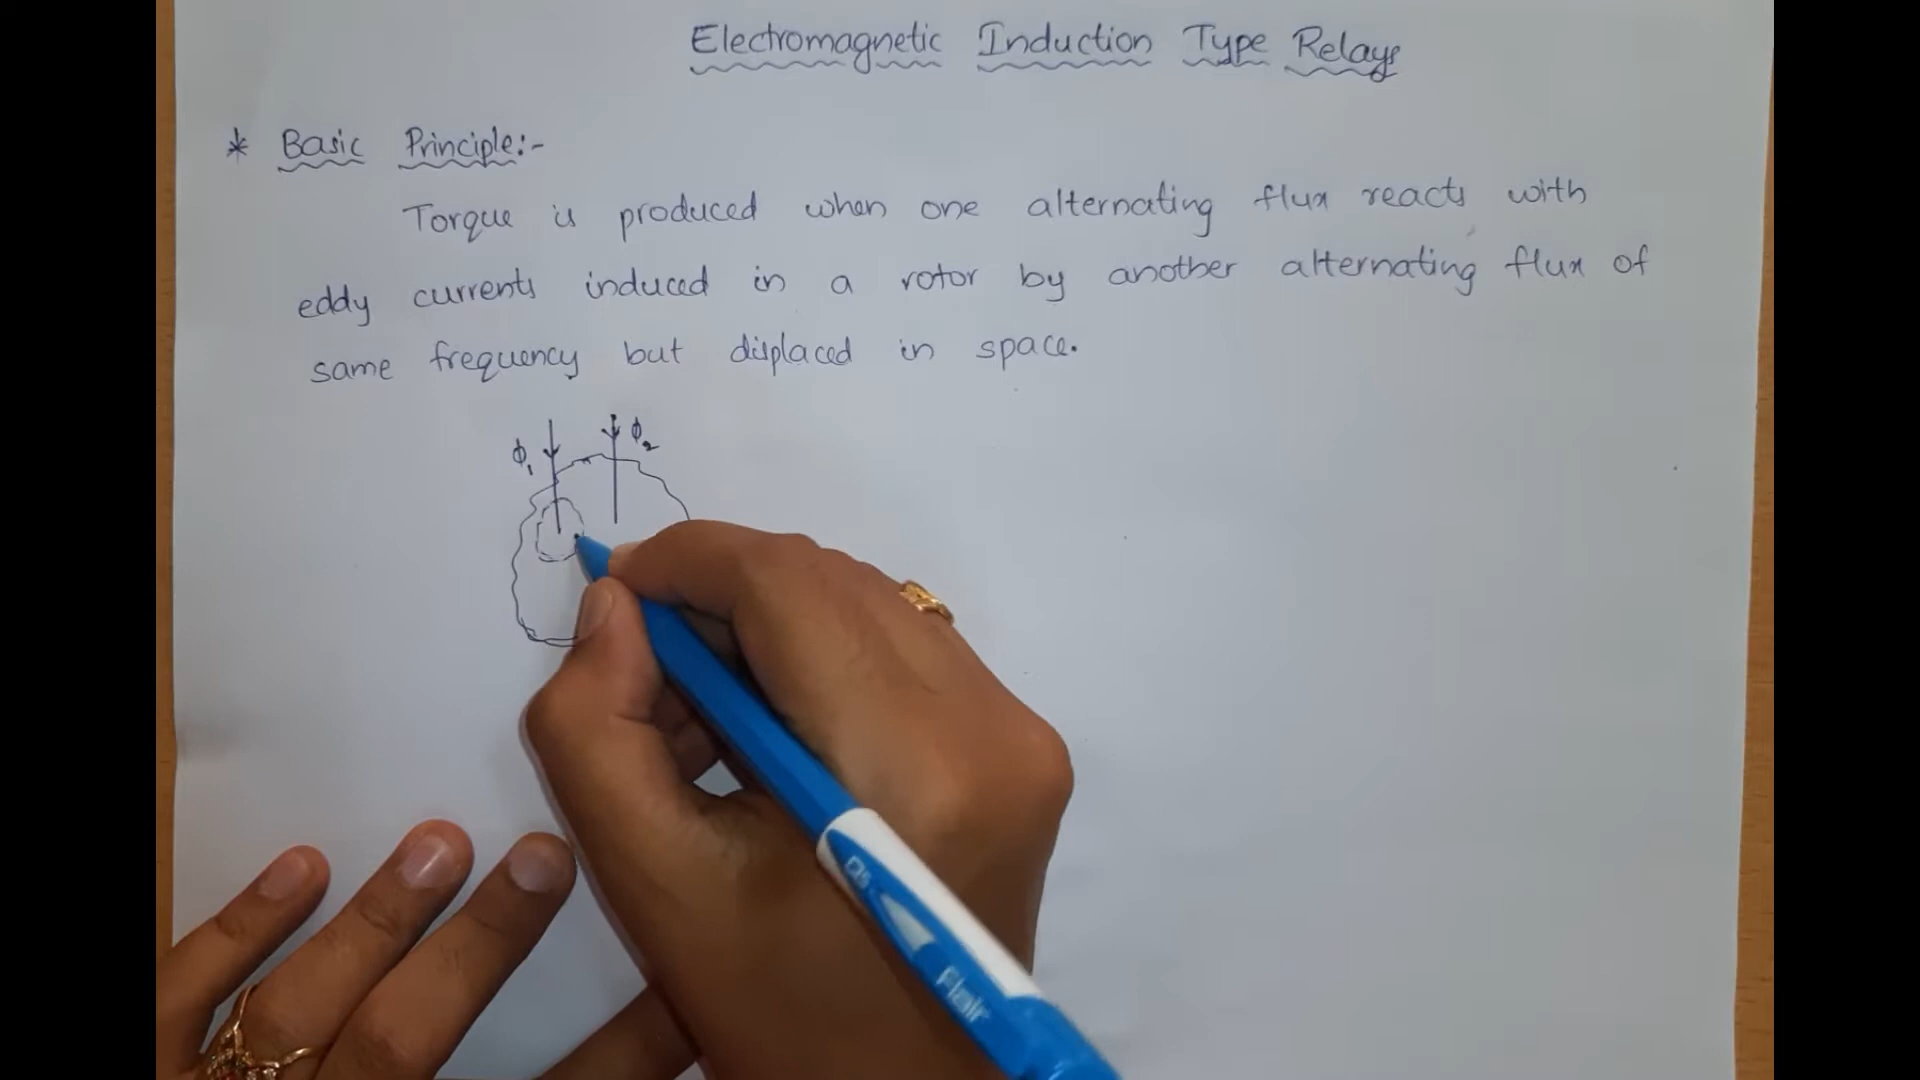 Electromagnetic Induction Type Relays
* Basic Principle:-
Torque is produced when one alternating flux reacts with
eddy currents induced in a rotor by another alternating flux of
same frequency but displaced in space.
ϕ1 ϕ2
Flair